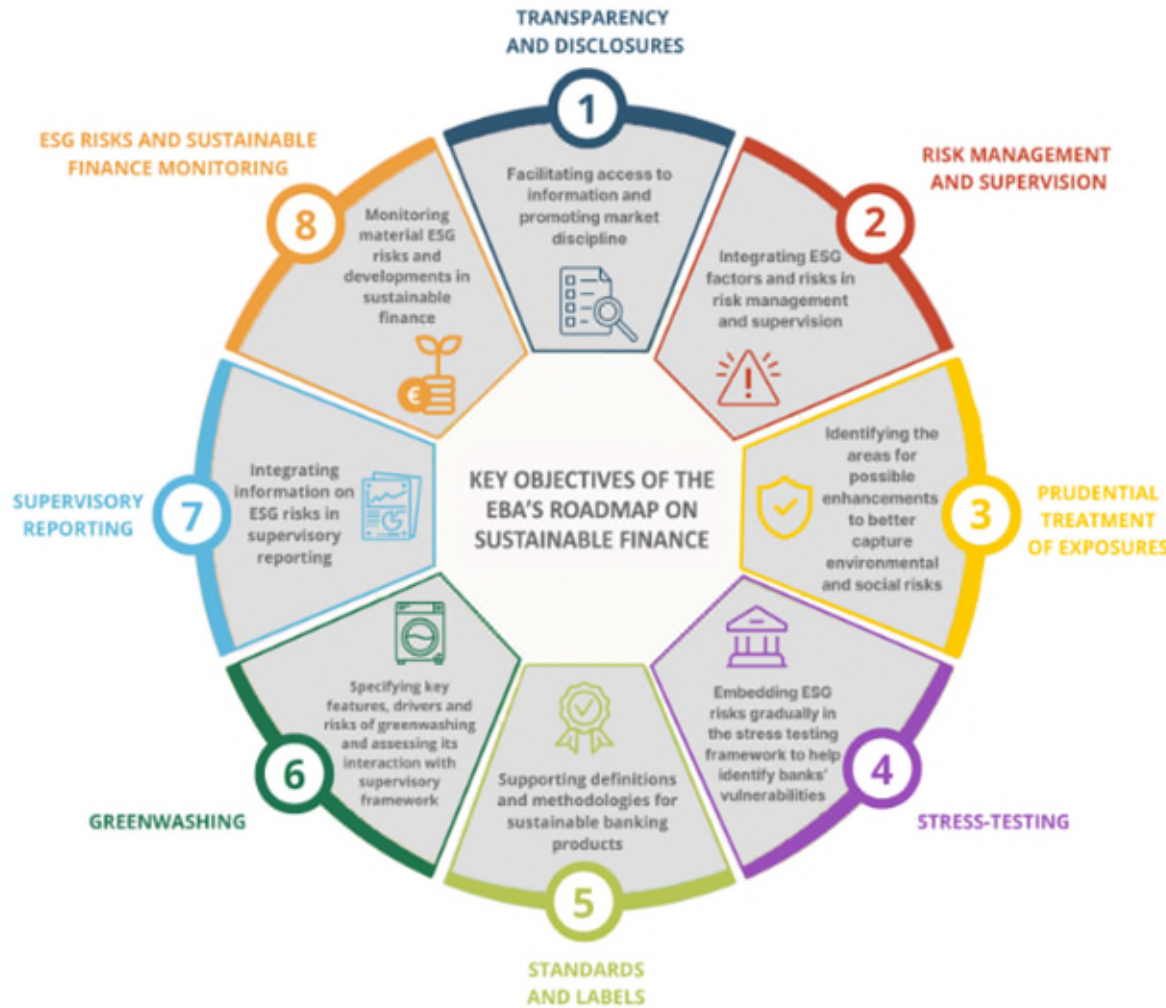 TRANSPARENCY
AND DISCLOSURES
1
Facilitating access to
information and
promoting market
discipline
RISK MANAGEMENT
AND SUPERVISION
2
Integrating ESG
factors and risks in
risk management
and supervision
PRUDENTIAL
TREATMENT
OF EXPOSURES
3
Identifying the
areas for
possible
enhancements
to better
capture
environmental
and social risks
STRESS-TESTING
4
Embedding ESG
risks gradually in
the stress testing
framework to help
identify banks'
vulnerabilities
STANDARDS
AND LABELS
5
Supporting definitions
and methodologies for
sustainable banking
products
GREENWASHING
6
Specifying key
features, drivers and
risks of greenwashing
and assessing its
interaction with
supervisory
framework
SUPERVISORY
REPORTING
7
Integrating
information on
ESG risks in
supervisory
reporting
ESG RISKS AND SUSTAINABLE
FINANCE MONITORING
8
Monitoring
material ESG
risks and
developments in
sustainable
finance
€
KEY OBJECTIVES OF THE
EBA'S ROADMAP ON
SUSTAINABLE FINANCE